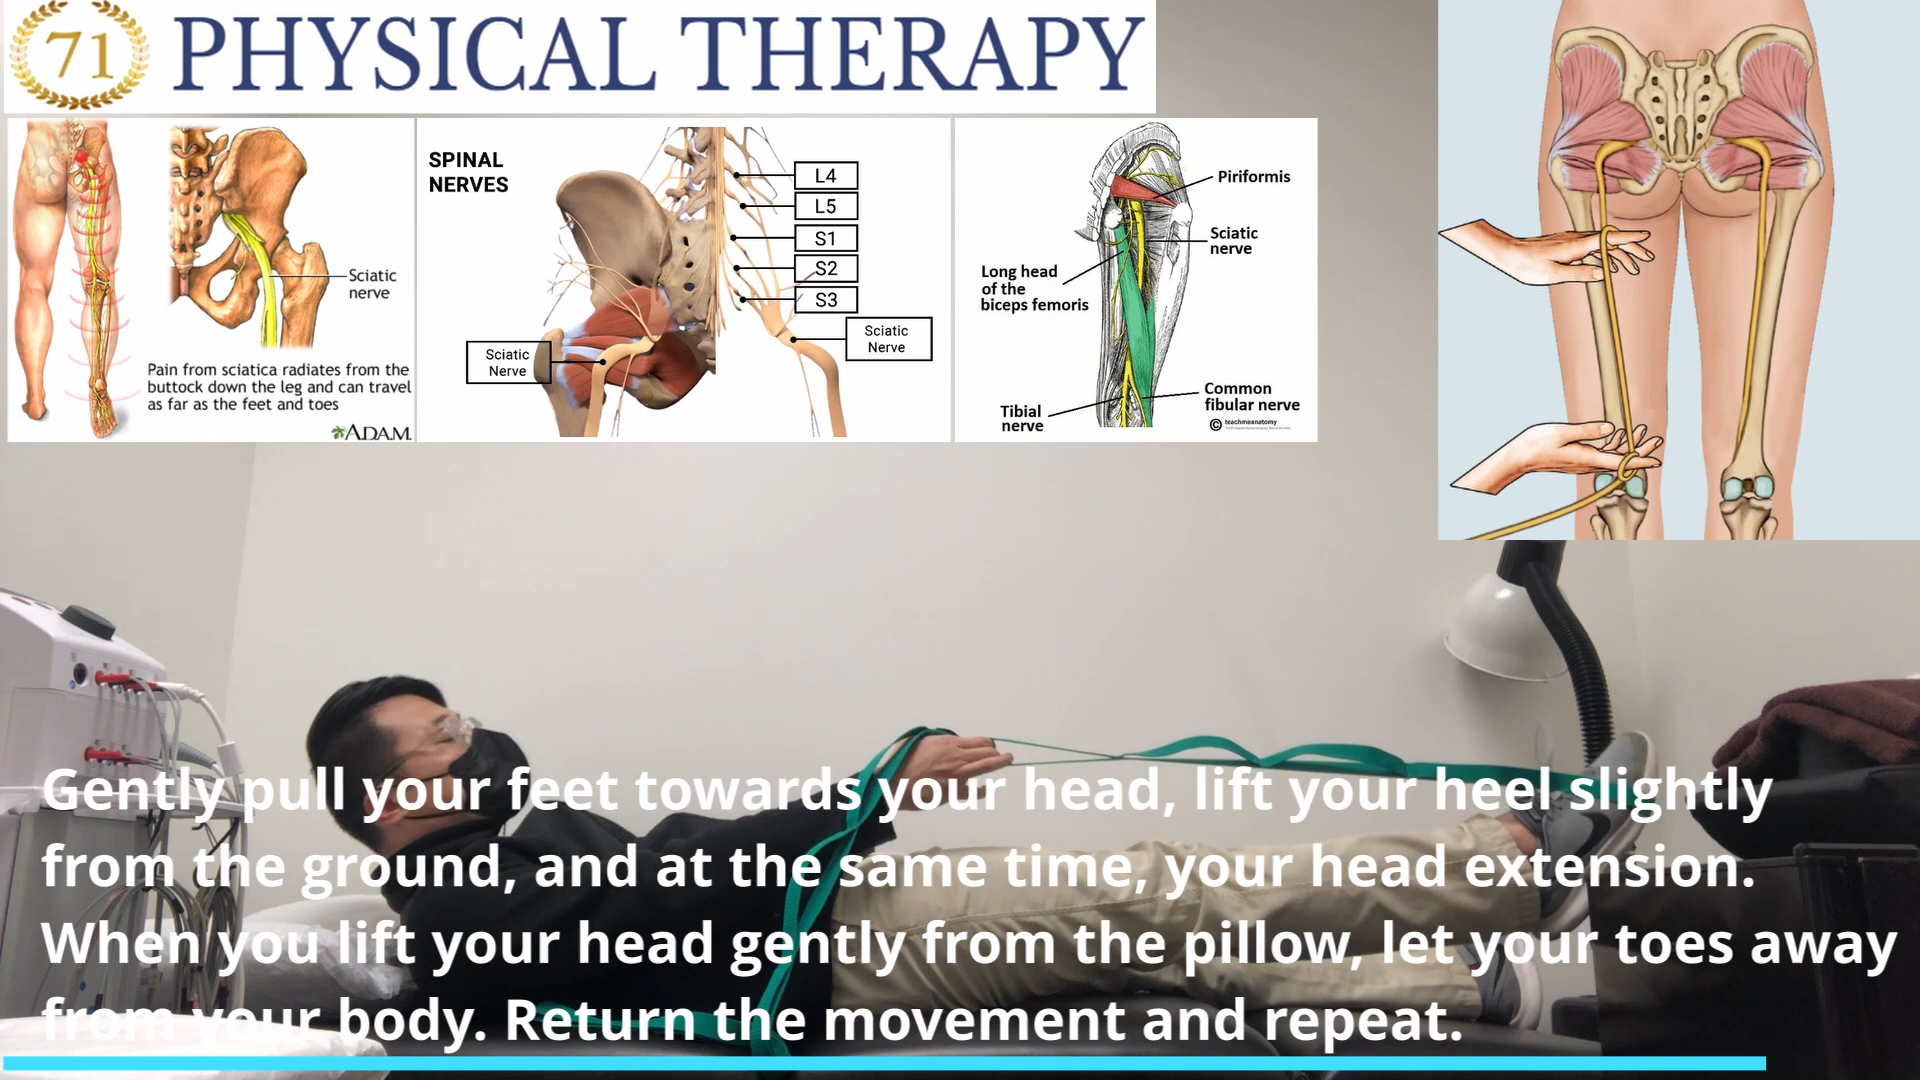 71 PHYSICAL THERAPY
Sciatic
nerve
Pain from sciatica radiates from the
buttock down the leg and can travel
as far as the feet and toes
A.D.A.M.
SPINAL
NERVES
L4
L5
S1
S2
S3
Sciatic
Nerve
Sciatic
Nerve
Piriformis
Sciatic
nerve
Long head
of the
biceps femoris
Common
fibular nerve
Tibial
nerve
© teachmeanatomy
Gently pull your feet towards your head, lift your heel slightly
from the ground, and at the same time, your head extension.
When you lift your head gently from the pillow, let your toes away
from your body. Return the movement and repeat.